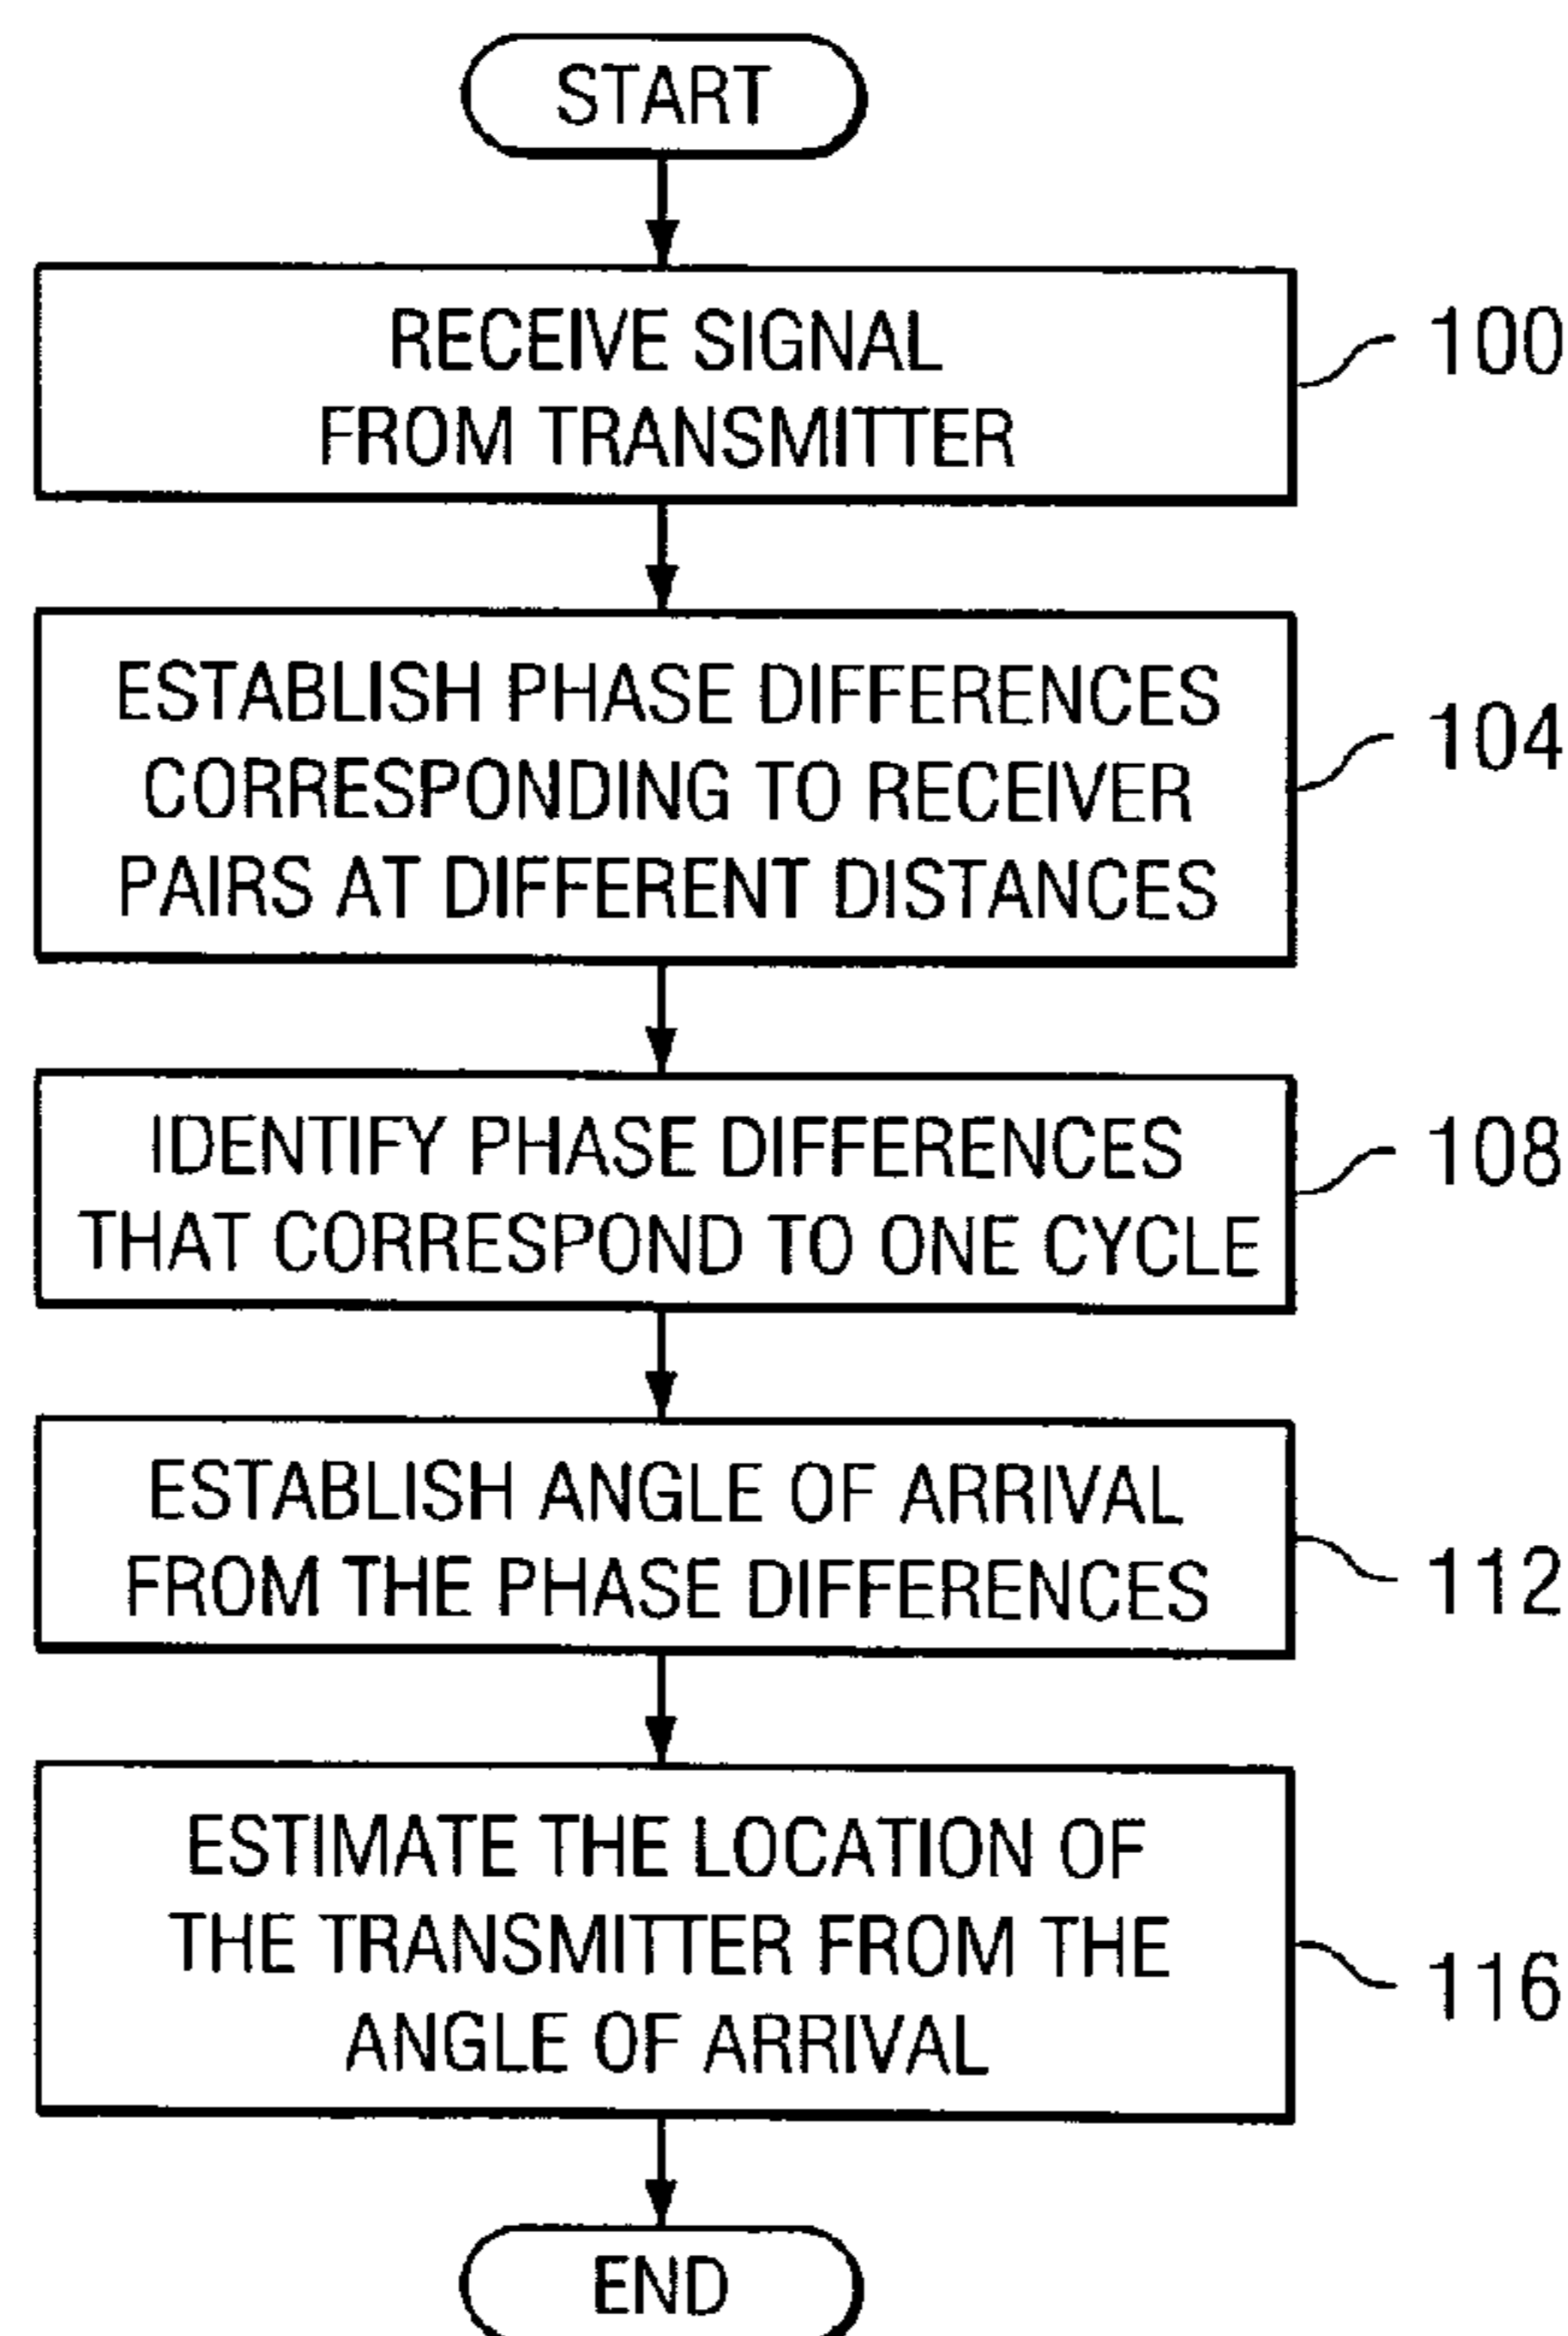 START
RECEIVE SIGNAL
FROM TRANSMITTER
100
ESTABLISH PHASE DIFFERENCES
CORRESPONDING TO RECEIVER
PAIRS AT DIFFERENT DISTANCES
104
IDENTIFY PHASE DIFFERENCES
THAT CORRESPOND TO ONE CYCLE
108
ESTABLISH ANGLE OF ARRIVAL
FROM THE PHASE DIFFERENCES
112
ESTIMATE THE LOCATION OF
THE TRANSMITTER FROM THE
ANGLE OF ARRIVAL
116
END